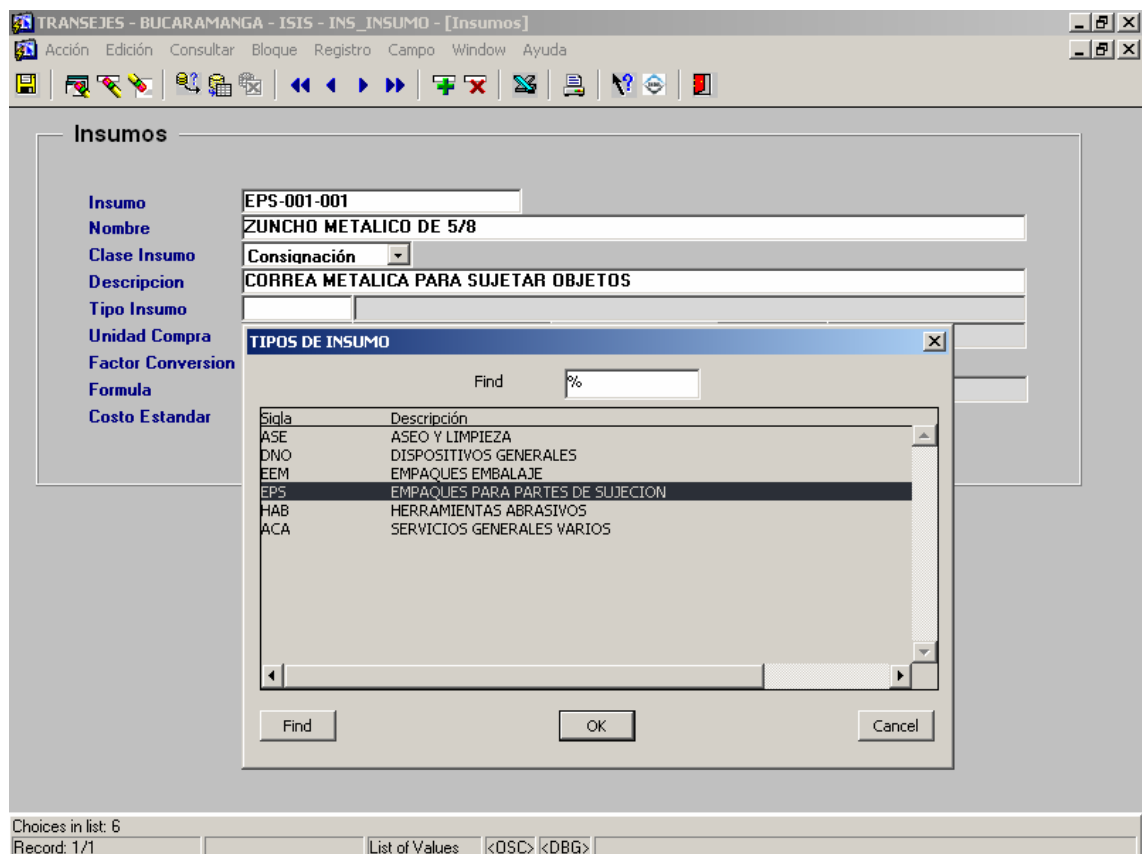 TRANSEJES - BUCARAMANGA - ISIS - INS_INSUMO - [Insumos]
Acción Edición Consultar Bloque Registro Campo Window Ayuda
Insumos
Insumo EPS-001-001
Nombre ZUNCHO METALICO DE 5/8
Clase Insumo Consignación
Descripcion CORREA METALICA PARA SUJETAR OBJETOS
Tipo Insumo
Unidad Compra
Factor Conversion
Formula
Costo Estandar
TIPOS DE INSUMO
Find %
Sigla Descripción
ASE ASEO Y LIMPIEZA
DNO DISPOSITIVOS GENERALES
EEM EMPAQUES EMBALAJE
EPS EMPAQUES PARA PARTES DE SUJECION
HAB HERRAMIENTAS ABRASIVOS
ACA SERVICIOS GENERALES VARIOS
Find OK Cancel
Choices in list: 6
Record: 1/1 List of Values <OSC> <DBG>